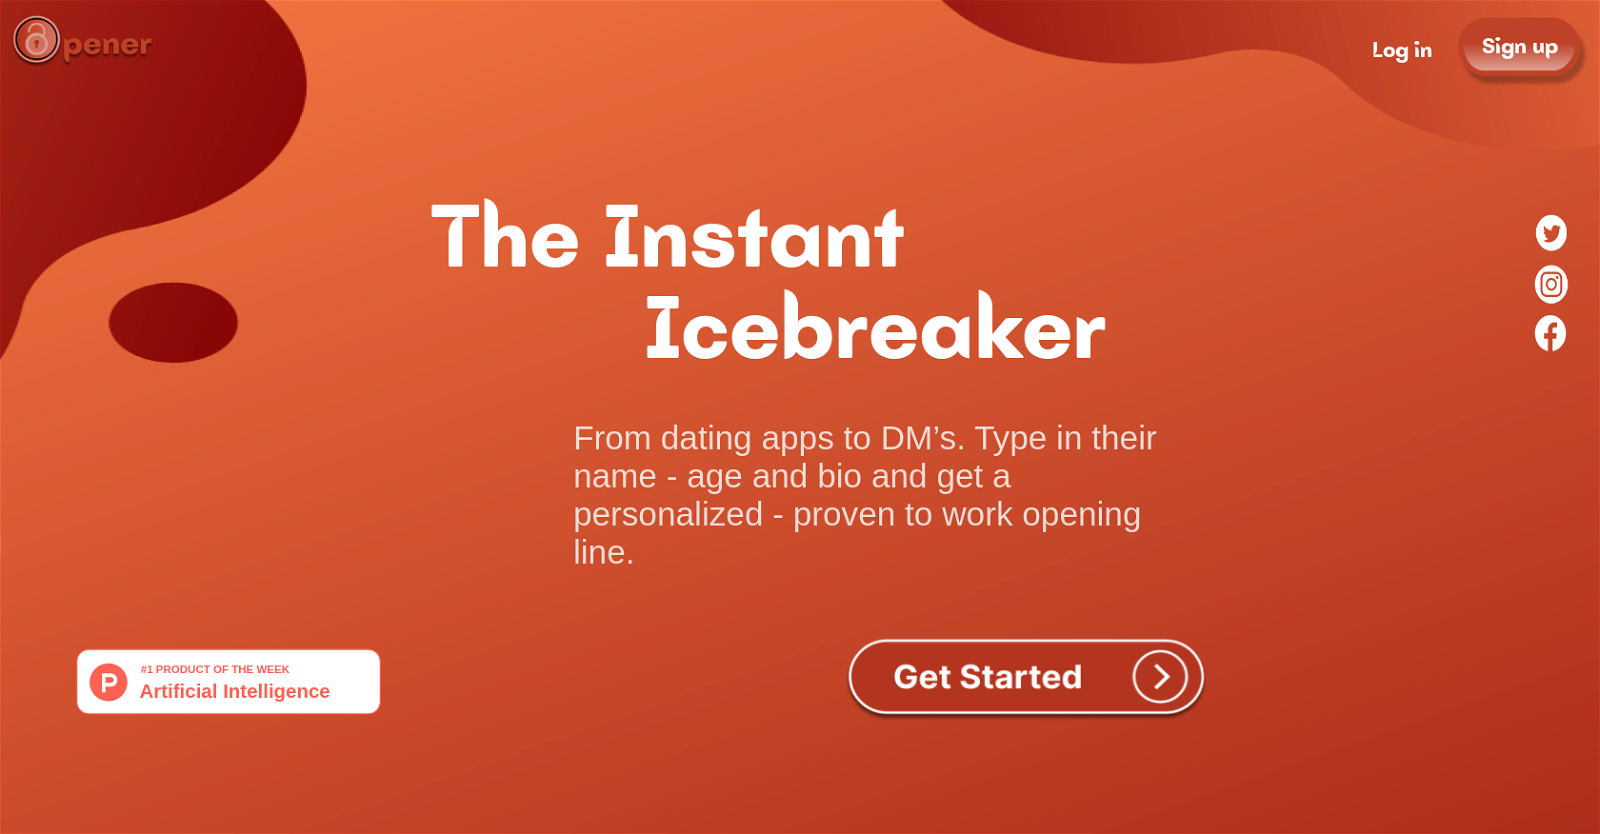 Opener
Log in
Sign up
The Instant
Icebreaker
From dating apps to DM’s. Type in their
name - age and bio and get a
personalized - proven to work opening
line.
#1 PRODUCT OF THE WEEK
P
Artificial Intelligence
Get Started